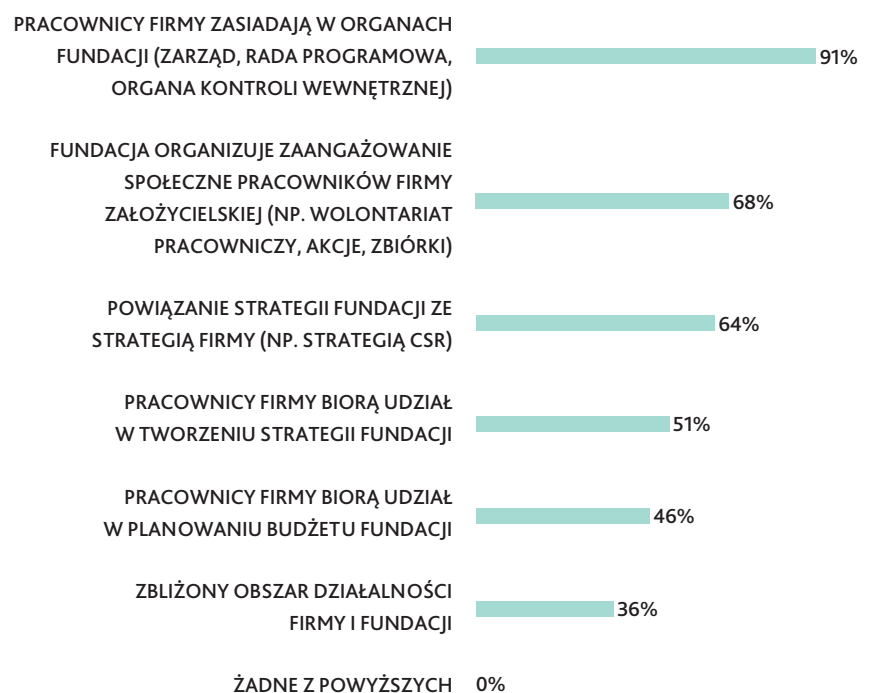 PRACOWNICY FIRMY ZASIADAJĄ W ORGANACH
FUNDACJI (ZARZĄD, RADA PROGRAMOWA,
ORGANA KONTROLI WEWNĘTRZNEJ)
91%
FUNDACJA ORGANIZUJE ZAANGAŻOWANIE
SPOŁECZNE PRACOWNIKÓW FIRMY
ZAŁOŻYCIELSKIEJ (NP. WOLONTARIAT
PRACOWNICZY, AKCJE, ZBIÓRKI)
68%
POWIĄZANIE STRATEGII FUNDACJI ZE
STRATEGIĄ FIRMY (NP. STRATEGIĄ CSR)
64%
PRACOWNICY FIRMY BIORĄ UDZIAŁ
W TWORZENIU STRATEGII FUNDACJI
51%
PRACOWNICY FIRMY BIORĄ UDZIAŁ
W PLANOWANIU BUDŻETU FUNDACJI
46%
ZBLIŻONY OBSZAR DZIAŁALNOŚCI
FIRMY I FUNDACJI
36%
ŻADNE Z POWYŻSZYCH 0%